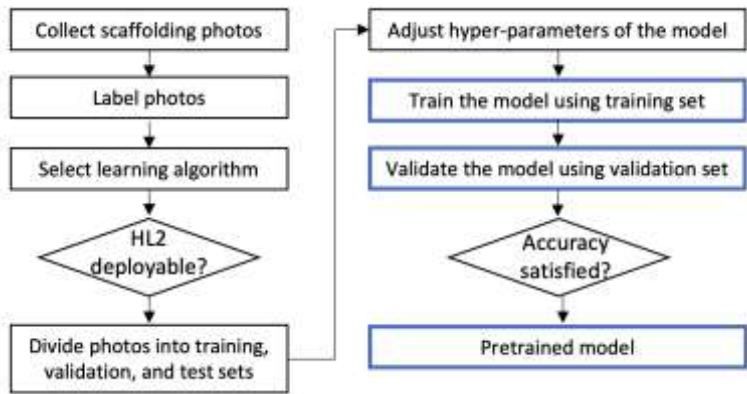 Collect scaffolding photos
Label photos
Select learning algorithm
HL2
deployable?
Divide photos into training,
validation, and test sets
Adjust hyper-parameters of the model
Train the model using training set
Validate the model using validation set
Accuracy
satisfied?
Pretrained model